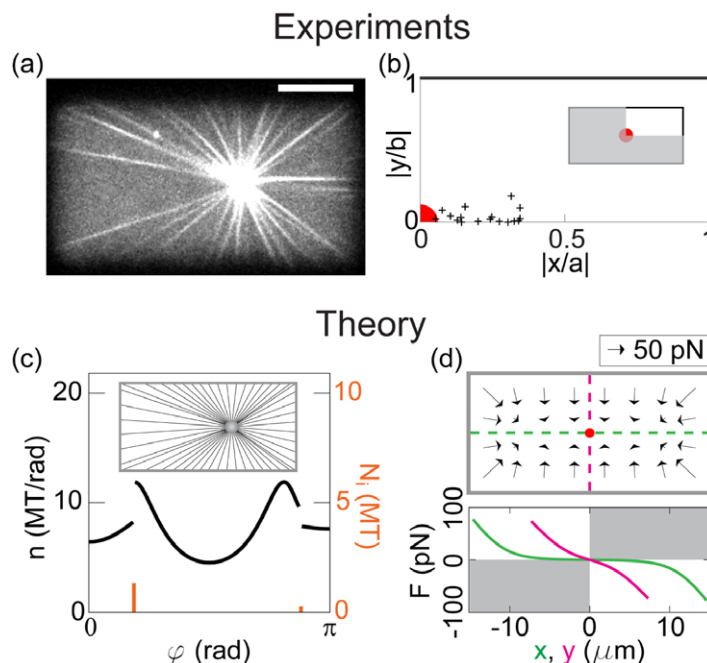 Experiments
(a)
(b)
1
|y/b|
0
0
0.5
1
|x/a|
Theory
(c)
20
10
0
n (MT/rad)
10
5
0
N_i (MT)
0
π
φ (rad)
(d)
→ 50 pN
100
0
-100
F (pN)
-10
0
10
x, y (μm)